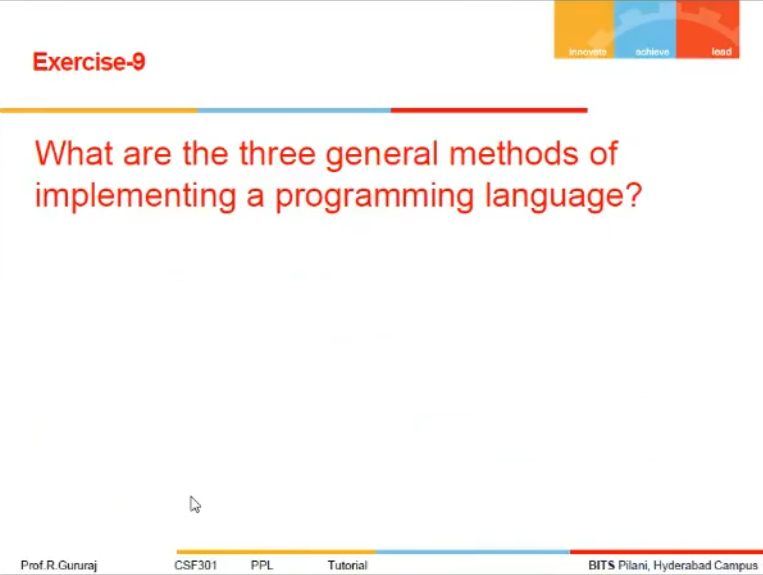 innovate achieve lead
Exercise-9
What are the three general methods of
implementing a programming language?
Prof.R.Gururaj CSF301 PPL Tutorial BITS Pilani, Hyderabad Campus